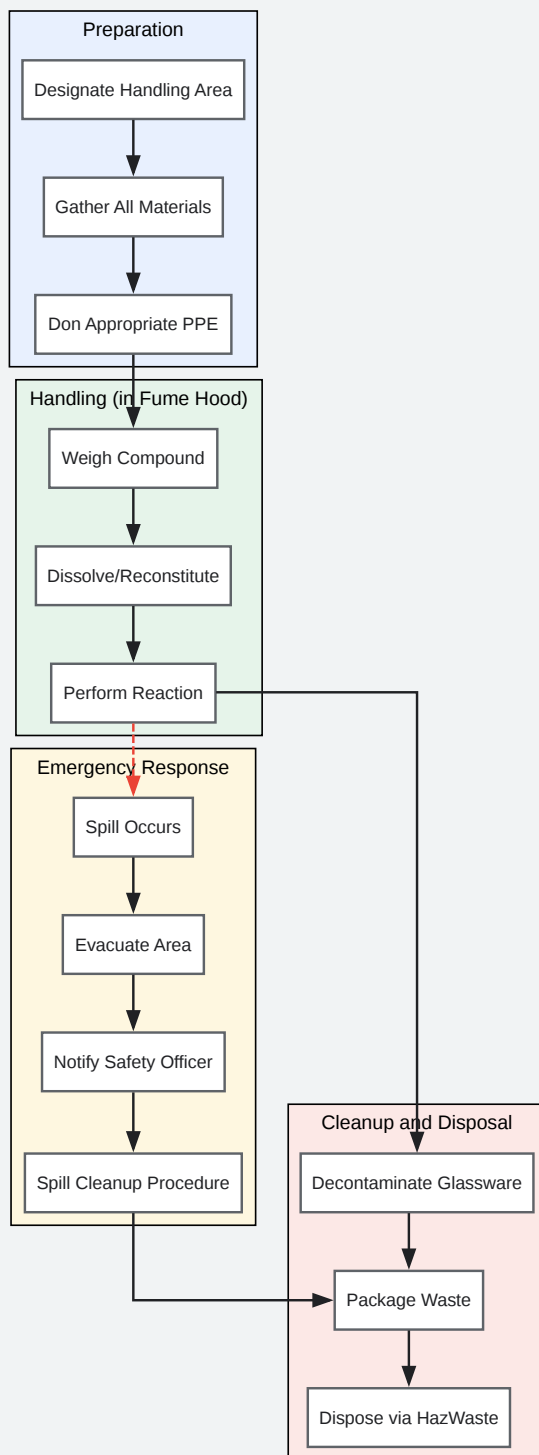 Preparation
Designate Handling Area
Gather All Materials
Don Appropriate PPE
Handling (in Fume Hood)
Weigh Compound
Dissolve/Reconstitute
Perform Reaction
Emergency Response
Spill Occurs
Evacuate Area
Notify Safety Officer
Spill Cleanup Procedure
Cleanup and Disposal
Decontaminate Glassware
Package Waste
Dispose via HazWaste